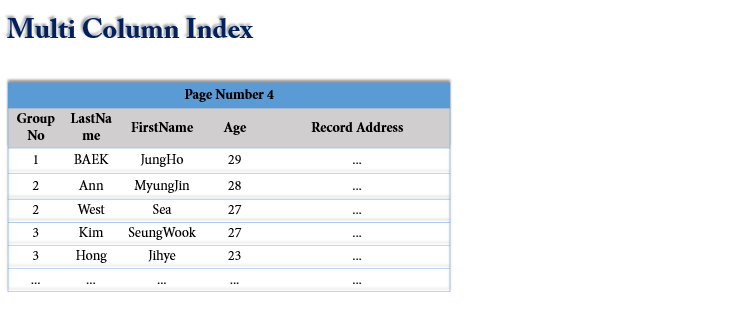 Multi Column Index
Page Number 4
Group No LastName FirstName Age Record Address
1 BAEK JungHo 29 ...
2 Ann MyungJin 28 ...
2 West Sea 27 ...
3 Kim SeungWook 27 ...
3 Hong Jihye 23 ...
... ... ... ... ...